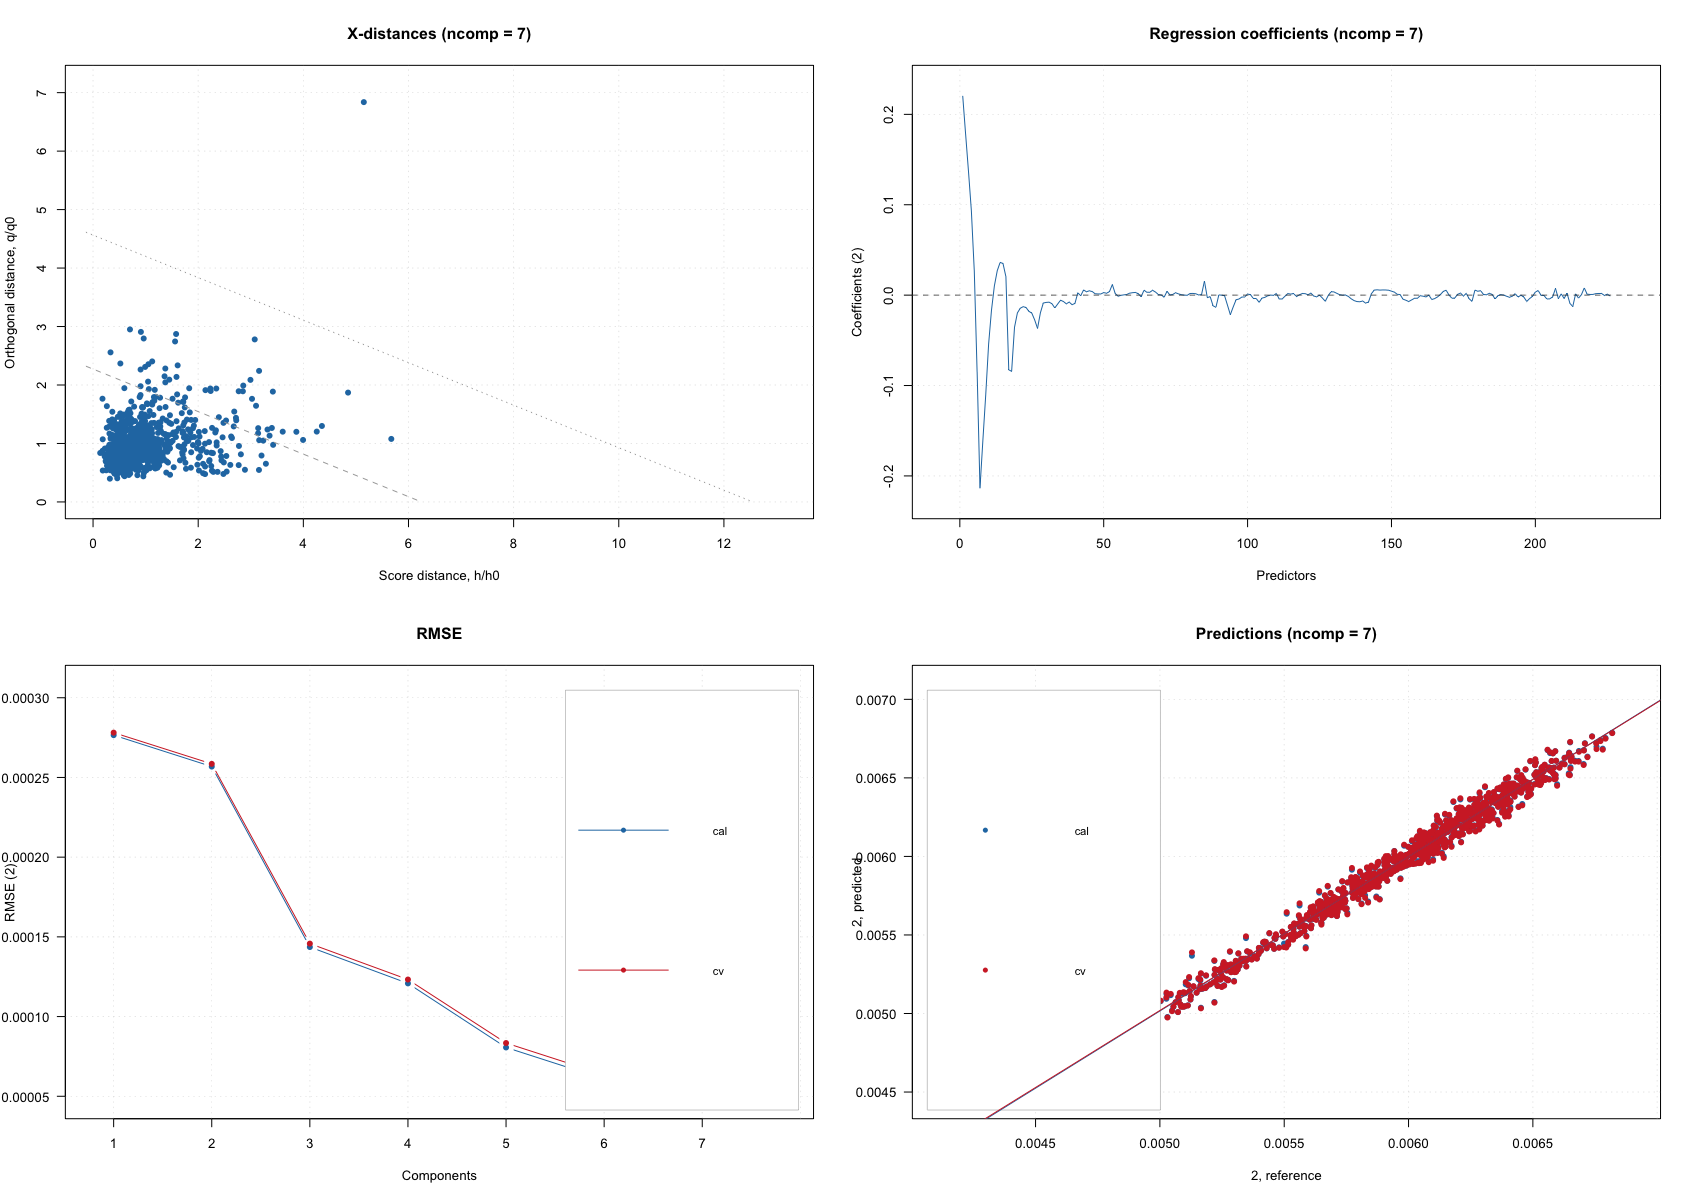 X-distances (ncomp = 7)
Orthogonal distance, q/q0
7
6
5
4
3
2
1
0
0 2 4 6 8 10 12
Score distance, h/h0
Regression coefficients (ncomp = 7)
Coefficients (2)
0.2
0.1
0.0
-0.1
-0.2
0 50 100 150 200
Predictors
RMSE
RMSE (2)
0.00030
0.00025
0.00020
0.00015
0.00010
0.00005
cal
cv
1 2 3 4 5 6 7
Components
Predictions (ncomp = 7)
2, predicted
0.0070
0.0065
0.0060
0.0055
0.0050
0.0045
cal
cv
0.0045 0.0050 0.0055 0.0060 0.0065
2, reference